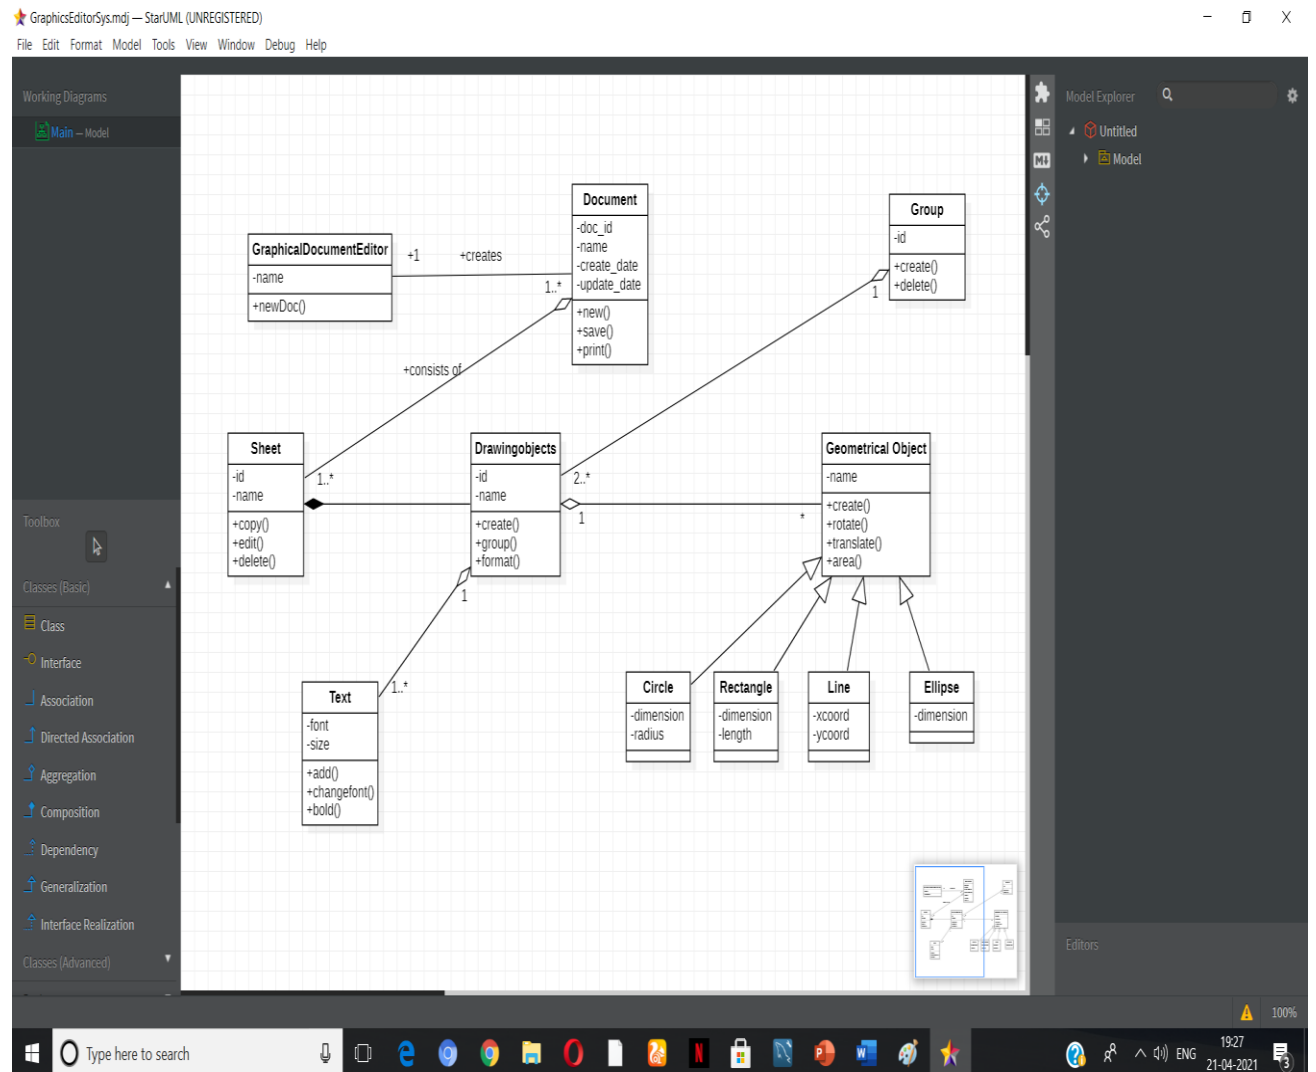 GraphicsEditorSys.mdj — StarUML (UNREGISTERED)
File Edit Format Model Tools View Window Debug Help
Working Diagrams
Main – Model
Toolbox
Classes (Basic)
Class
Interface
Association
Directed Association
Aggregation
Composition
Dependency
Generalization
Interface Realization
Classes (Advanced)
GraphicalDocumentEditor
-name
+newDoc()
+1
+creates
1..*
Document
-doc_id
-name
-create_date
-update_date
+new()
+save()
+print()
Group
-id
+create()
+delete()
1
+consists of
Sheet
-id
-name
+copy()
+edit()
+delete()
1..*
Drawingobjects
-id
-name
+create()
+group()
+format()
2..*
1
*
1
Geometrical Object
-name
+create()
+rotate()
+translate()
+area()
Text
-font
-size
+add()
+changefont()
+bold()
1..*
Circle
-dimension
-radius
Rectangle
-dimension
-length
Line
-xcoord
-ycoord
Ellipse
-dimension
M
Model Explorer
Untitled
Model
Editors
100%
Type here to search
ENG
19:27
21-04-2021
3